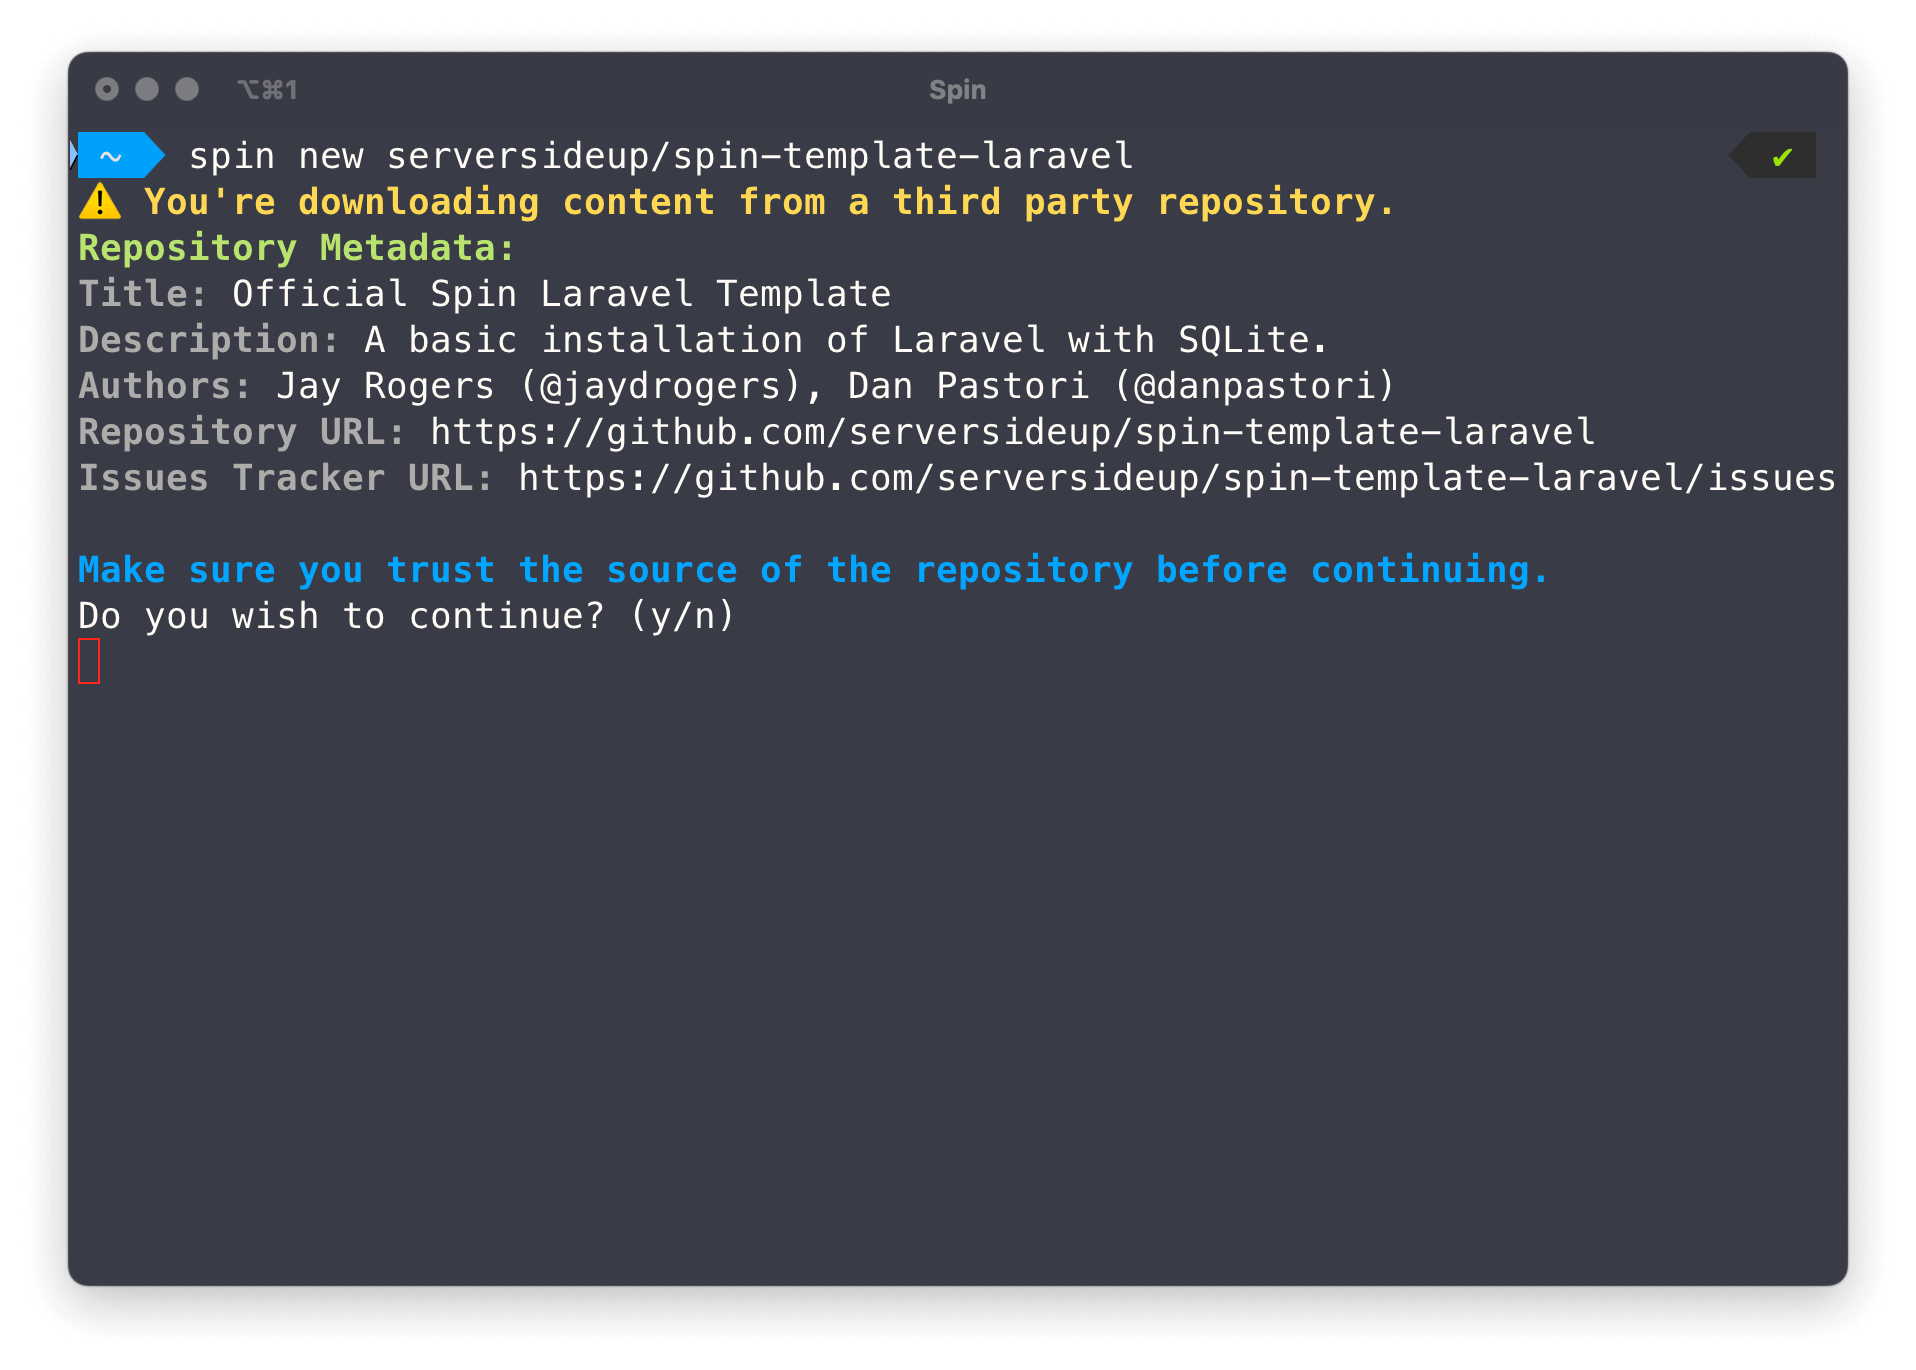 ⌥⌘1 Spin
~ spin new serversideup/spin-template-laravel ✔
⚠ You're downloading content from a third party repository.
Repository Metadata:
Title: Official Spin Laravel Template
Description: A basic installation of Laravel with SQLite.
Authors: Jay Rogers (@jaydrogers), Dan Pastori (@danpastori)
Repository URL: https://github.com/serversideup/spin-template-laravel
Issues Tracker URL: https://github.com/serversideup/spin-template-laravel/issues
Make sure you trust the source of the repository before continuing.
Do you wish to continue? (y/n)